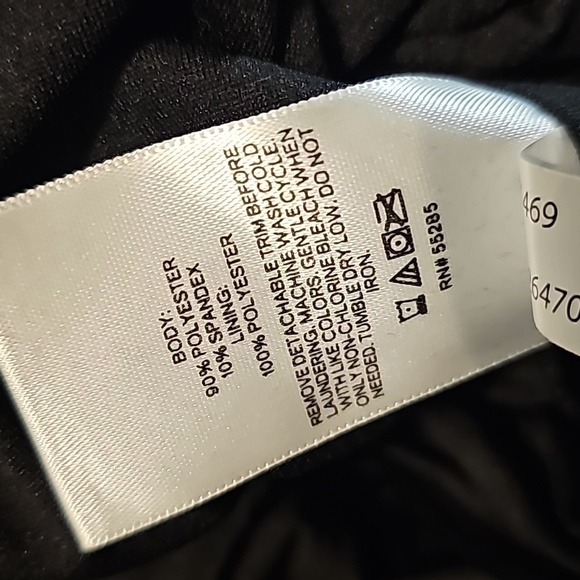 BODY:
90% POLYESTER
10% SPANDEX
LINING:
100% POLYESTER
REMOVE DETACHABLE TRIM BEFORE
LAUNDERING. MACHINE WASH COLD
WITH LIKE COLORS. GENTLE CYCLE.
ONLY NON-CHLORINE BLEACH WHEN
NEEDED. TUMBLE DRY LOW. DO NOT
IRON.
RN# 55285
469
6470